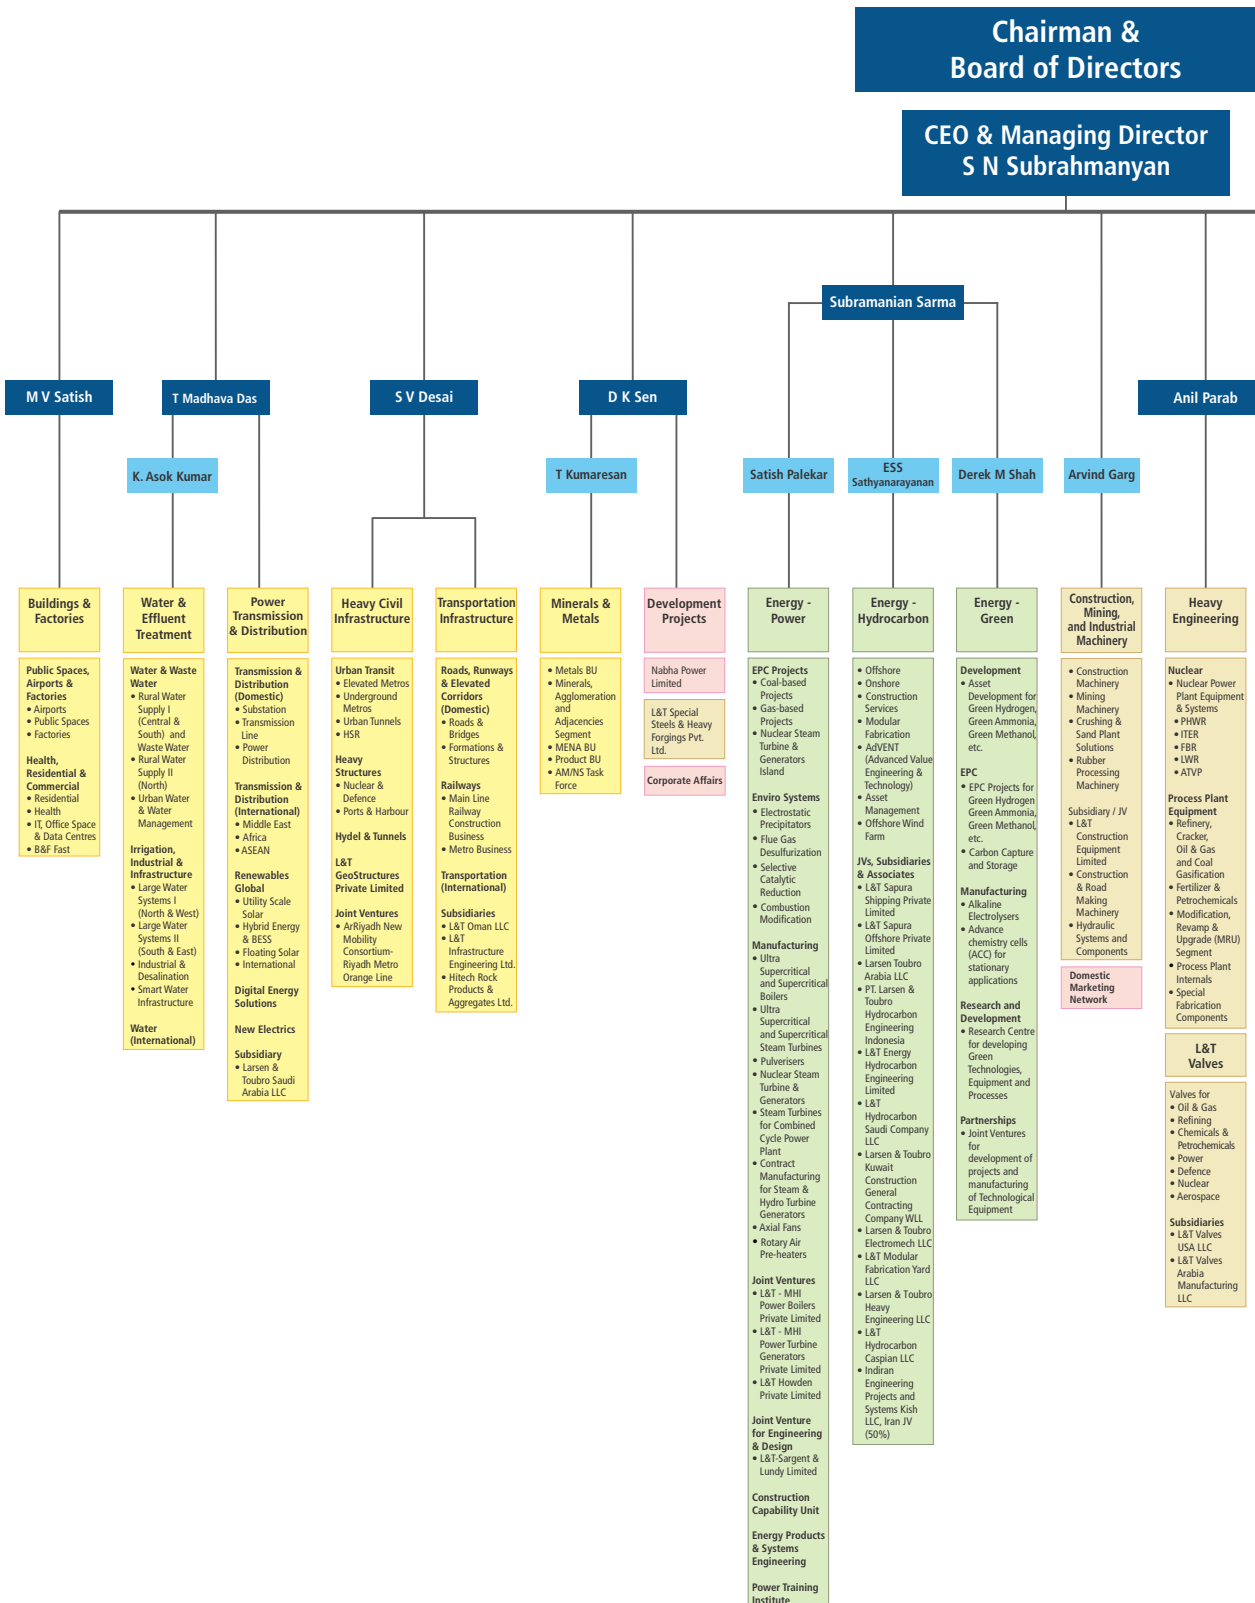 Chairman &
Board of Directors
CEO & Managing Director
S N Subrahmanyan
Subramanian Sarma
M V Satish
T Madhava Das
S V Desai
D K Sen
Anil Parab
K. Asok Kumar
T Kumaresan
Satish Palekar
ESS
Sathyanarayanan
Derek M Shah
Arvind Garg
Buildings &
Factories
Public Spaces,
Airports &
Factories
• Airports
• Public Spaces
• Factories
Health,
Residential &
Commercial
• Residential
• Health
• IT, Office Space
& Data Centres
• B&F Fast
Water &
Effluent
Treatment
Water & Waste
Water
• Rural Water
Supply I
(Central &
South) and
Waste Water
• Rural Water
Supply II
(North)
• Urban Water
& Water
Management
Irrigation,
Industrial &
Infrastructure
• Large Water
Systems I
(North & West)
• Large Water
Systems II
(South & East)
• Industrial &
Desalination
• Smart Water
Infrastructure
Water
(International)
Power
Transmission
& Distribution
Transmission &
Distribution
(Domestic)
• Substation
• Transmission
Line
• Power
Distribution
Transmission &
Distribution
(International)
• Middle East
• Africa
• ASEAN
Renewables
Global
• Utility Scale
Solar
• Hybrid Energy
& BESS
• Floating Solar
• International
Digital Energy
Solutions
New Electrics
Subsidiary
• Larsen &
Toubro Saudi
Arabia LLC
Heavy Civil
Infrastructure
Urban Transit
• Elevated Metros
• Underground
Metros
• Urban Tunnels
• HSR
Heavy
Structures
• Nuclear &
Defence
• Ports & Harbour
Hydel & Tunnels
L&T
GeoStructures
Private Limited
Joint Ventures
• ArRiyadh New
Mobility
Consortium-
Riyadh Metro
Orange Line
Transportation
Infrastructure
Roads, Runways
& Elevated
Corridors
(Domestic)
• Roads &
Bridges
• Formations &
Structures
Railways
• Main Line
Railway
Construction
Business
• Metro Business
Transportation
(International)
Subsidiaries
• L&T Oman LLC
• L&T
Infrastructure
Engineering Ltd.
• Hitech Rock
Products &
Aggregates Ltd.
Minerals &
Metals
• Metals BU
• Minerals,
Agglomeration
and
Adjacencies
Segment
• MENA BU
• Product BU
• AM/NS Task
Force
Development
Projects
Nabha Power
Limited
L&T Special
Steels & Heavy
Forgings Pvt.
Ltd.
Corporate Affairs
Energy -
Power
EPC Projects
• Coal-based
Projects
• Gas-based
Projects
• Nuclear Steam
Turbine &
Generators
Island
Enviro Systems
• Electrostatic
Precipitators
• Flue Gas
Desulfurization
• Selective
Catalytic
Reduction
• Combustion
Modification
Manufacturing
• Ultra
Supercritical
and Supercritical
Boilers
• Ultra
Supercritical
and Supercritical
Steam Turbines
• Pulverisers
• Nuclear Steam
Turbine &
Generators
• Steam Turbines
for Combined
Cycle Power
Plant
• Contract
Manufacturing
for Steam &
Hydro Turbine
Generators
• Axial Fans
• Rotary Air
Pre-heaters
Joint Ventures
• L&T - MHI
Power Boilers
Private Limited
• L&T - MHI
Power Turbine
Generators
Private Limited
• L&T Howden
Private Limited
Joint Venture
for Engineering
& Design
• L&T-Sargent &
Lundy Limited
Construction
Capability Unit
Energy Products
& Systems
Engineering
Power Training
Institute
Energy -
Hydrocarbon
• Offshore
• Onshore
• Construction
Services
• Modular
Fabrication
• AdVENT
(Advanced Value
Engineering &
Technology)
• Asset
Management
• Offshore Wind
Farm
JVs, Subsidiaries
& Associates
• L&T Sapura
Shipping Private
Limited
• L&T Sapura
Offshore Private
Limited
• Larsen Toubro
Arabia LLC
• PT. Larsen &
Toubro
Hydrocarbon
Engineering
Indonesia
• L&T Energy
Hydrocarbon
Engineering
Limited
• L&T
Hydrocarbon
Saudi Company
LLC
• Larsen & Toubro
Kuwait
Construction
General
Contracting
Company WLL
• Larsen & Toubro
Electromech LLC
• L&T Modular
Fabrication Yard
LLC
• Larsen & Toubro
Heavy
Engineering LLC
• L&T
Hydrocarbon
Caspian LLC
• Indiran
Engineering
Projects and
Systems Kish
LLC, Iran JV
(50%)
Energy -
Green
Development
• Asset
Development for
Green Hydrogen,
Green Ammonia,
Green Methanol,
etc.
EPC
• EPC Projects for
Green Hydrogen
Green Ammonia,
Green Methanol,
etc.
• Carbon Capture
and Storage
Manufacturing
• Alkaline
Electrolysers
• Advance
chemistry cells
(ACC) for
stationary
applications
Research and
Development
• Research Centre
for developing
Green
Technologies,
Equipment and
Processes
Partnerships
• Joint Ventures
for
development of
projects and
manufacturing
of Technological
Equipment
Construction,
Mining,
and Industrial
Machinery
• Construction
Machinery
• Mining
Machinery
• Crushing &
Sand Plant
Solutions
• Rubber
Processing
Machinery
Subsidiary / JV
• L&T
Construction
Equipment
Limited
• Construction
& Road
Making
Machinery
• Hydraulic
Systems and
Components
Domestic
Marketing
Network
Heavy
Engineering
Nuclear
• Nuclear Power
Plant Equipment
& Systems
• PHWR
• ITER
• FBR
• LWR
• ATVP
Process Plant
Equipment
• Refinery,
Cracker,
Oil & Gas
and Coal
Gasification
• Fertilizer &
Petrochemicals
• Modification,
Revamp &
Upgrade (MRU)
Segment
• Process Plant
Internals
• Special
Fabrication
Components
L&T
Valves
Valves for
• Oil & Gas
• Refining
• Chemicals &
Petrochemicals
• Power
• Defence
• Nuclear
• Aerospace
Subsidiaries
• L&T Valves
USA LLC
• L&T Valves
Arabia
Manufacturing
LLC